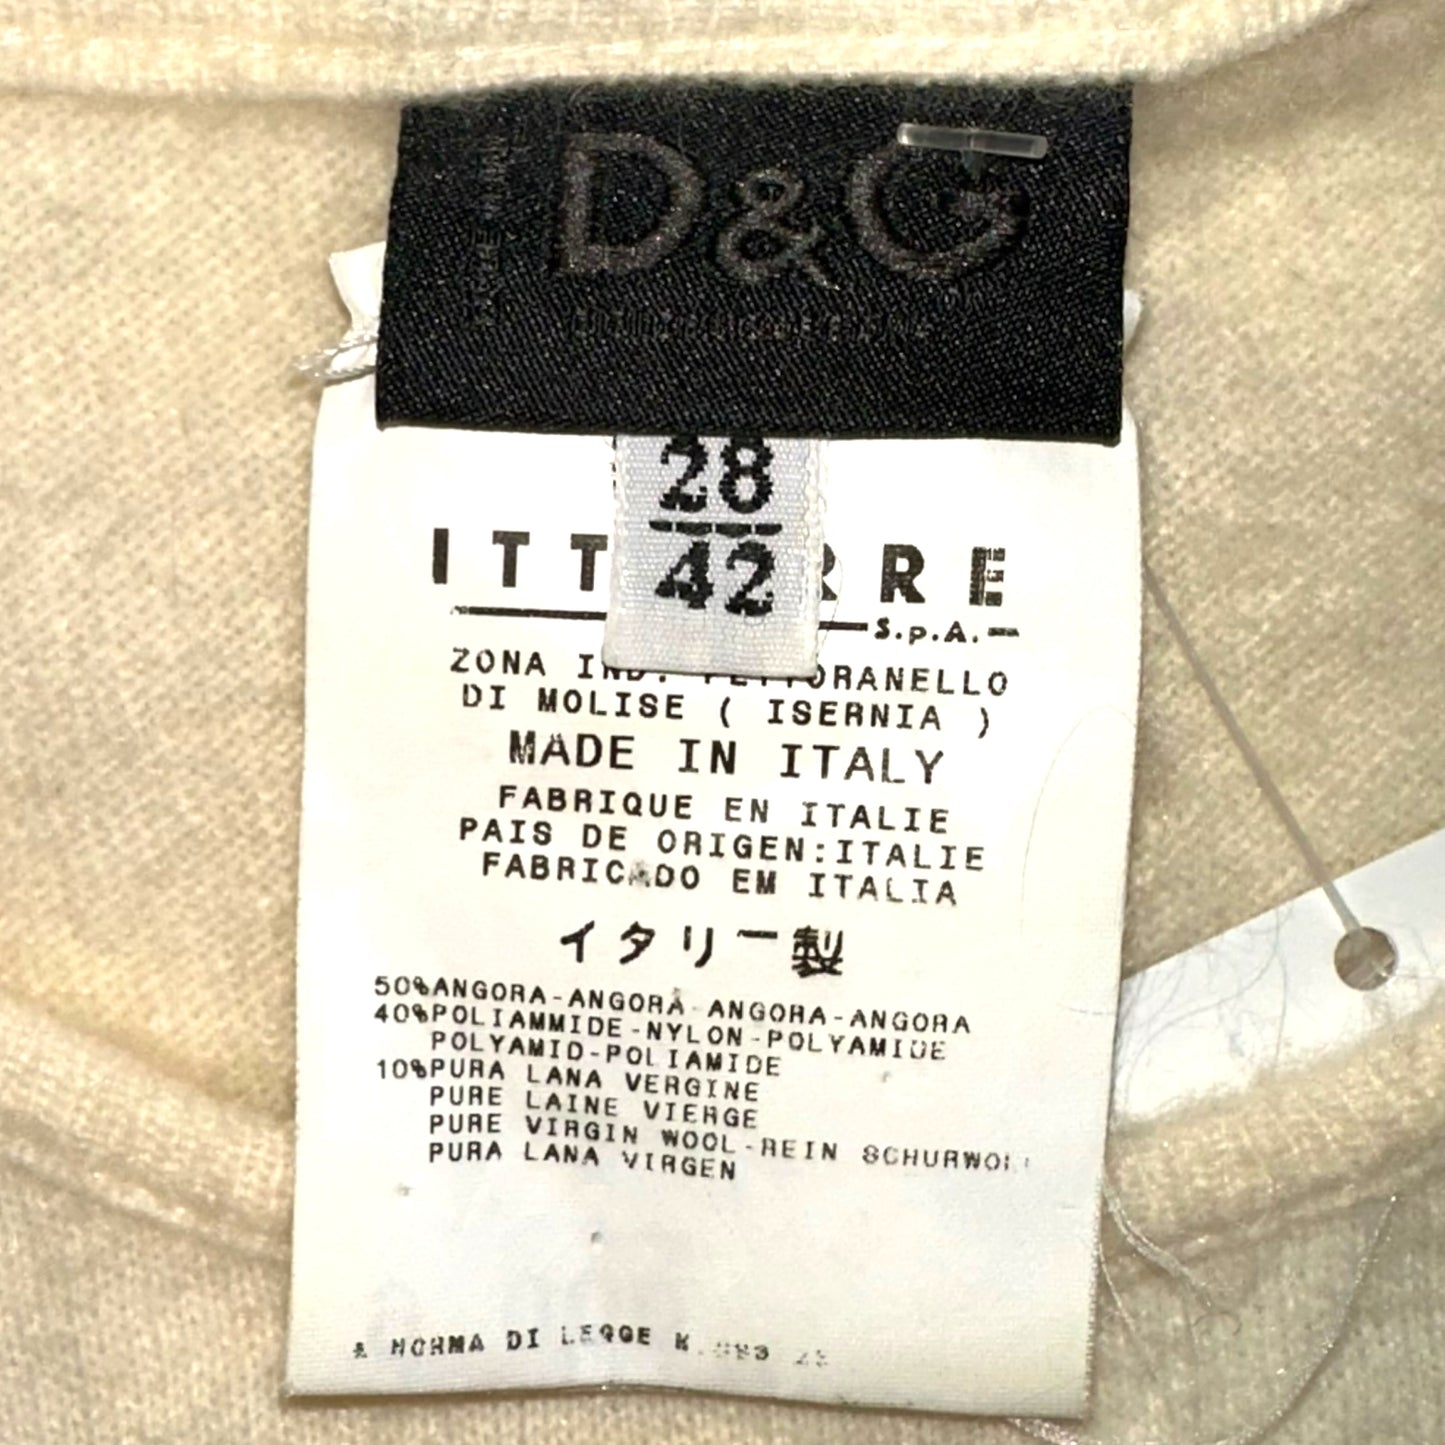 D&G
28
42
ITT RRE
S.p.A.
ZONA IND. PETTORANELLO
DI MOLISE ( ISERNIA )
MADE IN ITALY
FABRIQUE EN ITALIE
PAIS DE ORIGEN:ITALIE
FABRICADO EM ITALIA
イタリー製
50%ANGORA-ANGORA-ANGORA-ANGORA
40%POLIAMMIDE-NYLON-POLYAMIDE
POLYAMID-POLIAMIDE
10%PURA LANA VERGINE
PURE LAINE VIERGE
PURE VIRGIN WOOL-REIN SCHURWOL
PURA LANA VIRGEN
A NORMA DI LEGGE N.